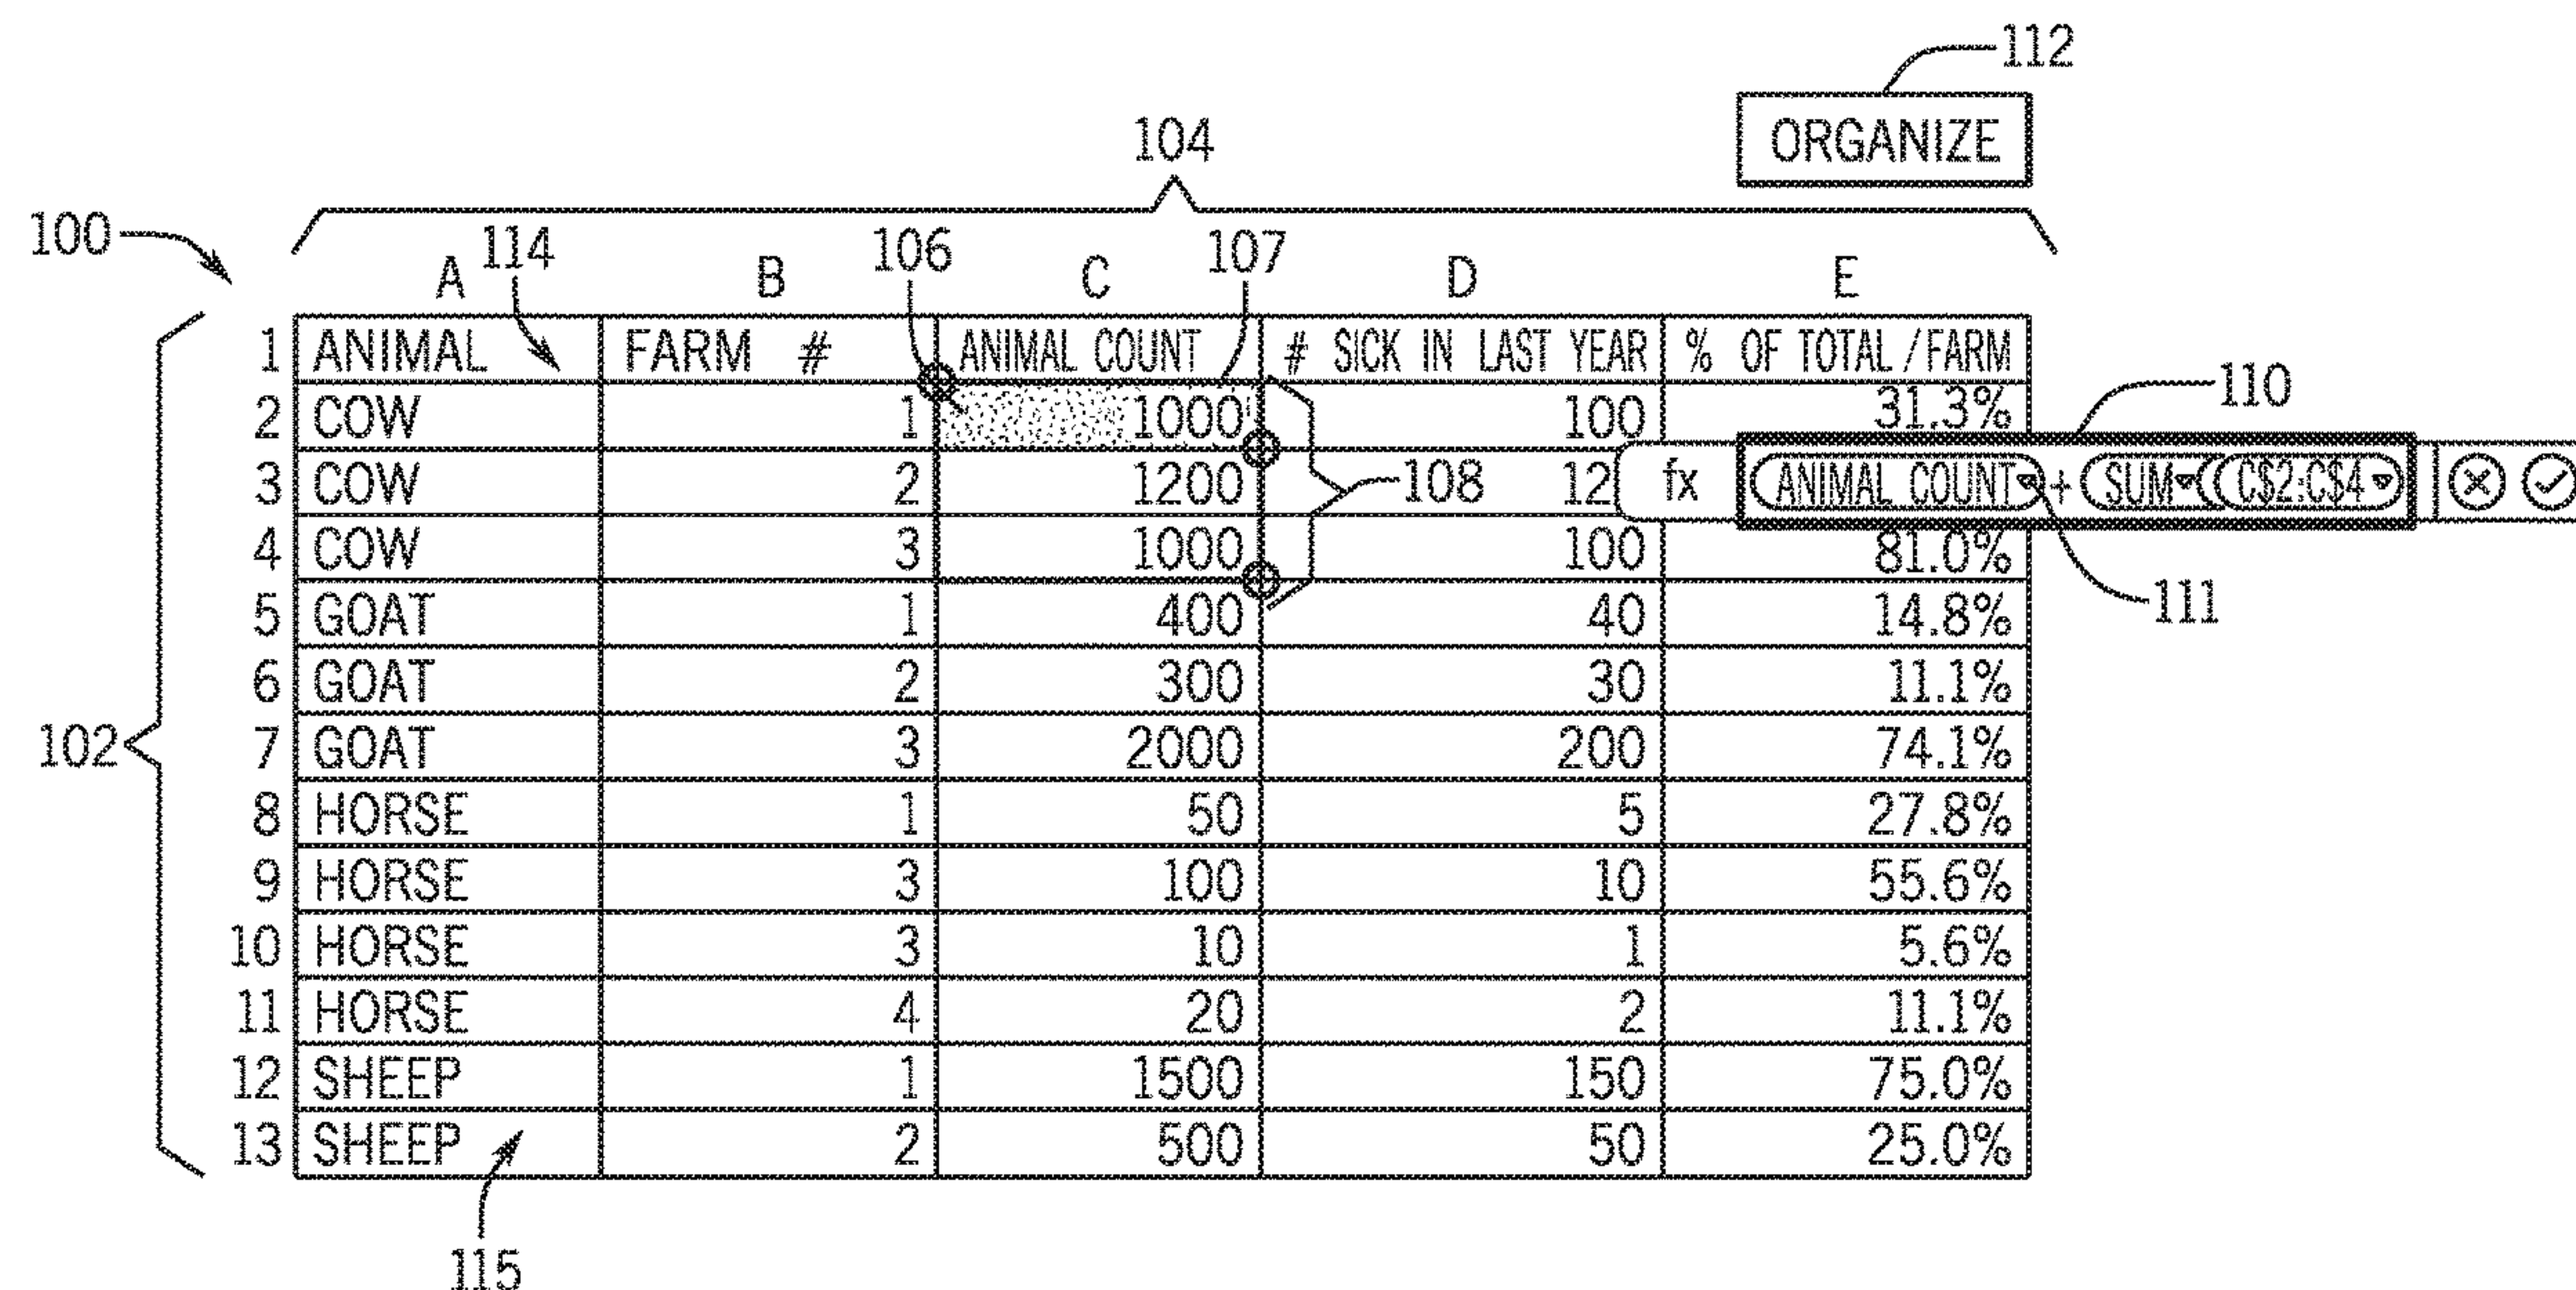 112
ORGANIZE
104
100 114 106 107
A B C D E
1 ANIMAL FARM # ANIMAL COUNT # SICK IN LAST YEAR % OF TOTAL/FARM
2 COW 1 1000 100 31.3%
110
3 COW 2 1200 108 12 fx ANIMAL COUNT + SUM ( C$2:C$4
4 COW 3 1000 100 81.0%
111
5 GOAT 1 400 40 14.8%
6 GOAT 2 300 30 11.1%
102
7 GOAT 3 2000 200 74.1%
8 HORSE 1 50 5 27.8%
9 HORSE 3 100 10 55.6%
10 HORSE 3 10 1 5.6%
11 HORSE 4 20 2 11.1%
12 SHEEP 1 1500 150 75.0%
13 SHEEP 2 500 50 25.0%
115